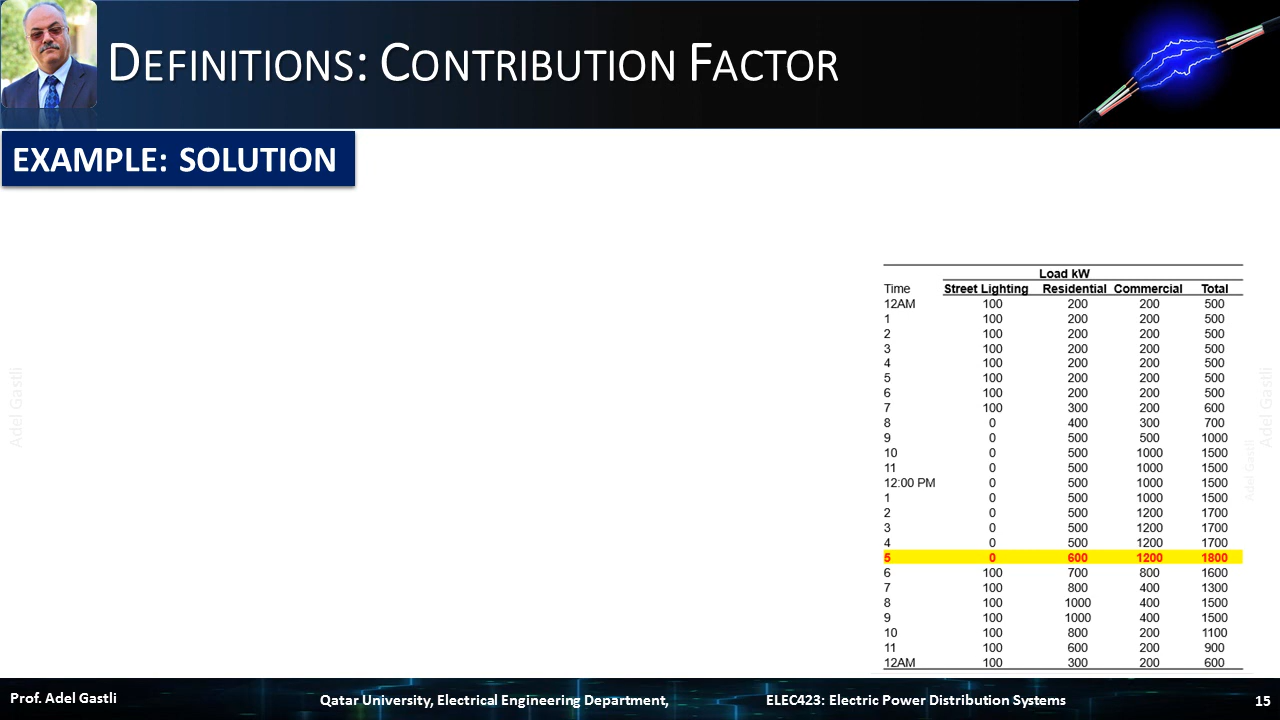 DEFINITIONS: CONTRIBUTION FACTOR
EXAMPLE: SOLUTION
Load kW
Time Street Lighting Residential Commercial Total
12AM 100 200 200 500
1 100 200 200 500
2 100 200 200 500
3 100 200 200 500
4 100 200 200 500
5 100 200 200 500
6 100 200 200 500
7 100 300 200 600
8 0 400 300 700
9 0 500 500 1000
10 0 500 1000 1500
11 0 500 1000 1500
12:00 PM 0 500 1000 1500
1 0 500 1000 1500
2 0 500 1200 1700
3 0 500 1200 1700
4 0 500 1200 1700
5 0 600 1200 1800
6 100 700 800 1600
7 100 800 400 1300
8 100 1000 400 1500
9 100 1000 400 1500
10 100 800 200 1100
11 100 600 200 900
12AM 100 300 200 600
Adel Gastli
Adel Gastli
Adel Gastli
Prof. Adel Gastli Qatar University, Electrical Engineering Department, ELEC423: Electric Power Distribution Systems 15